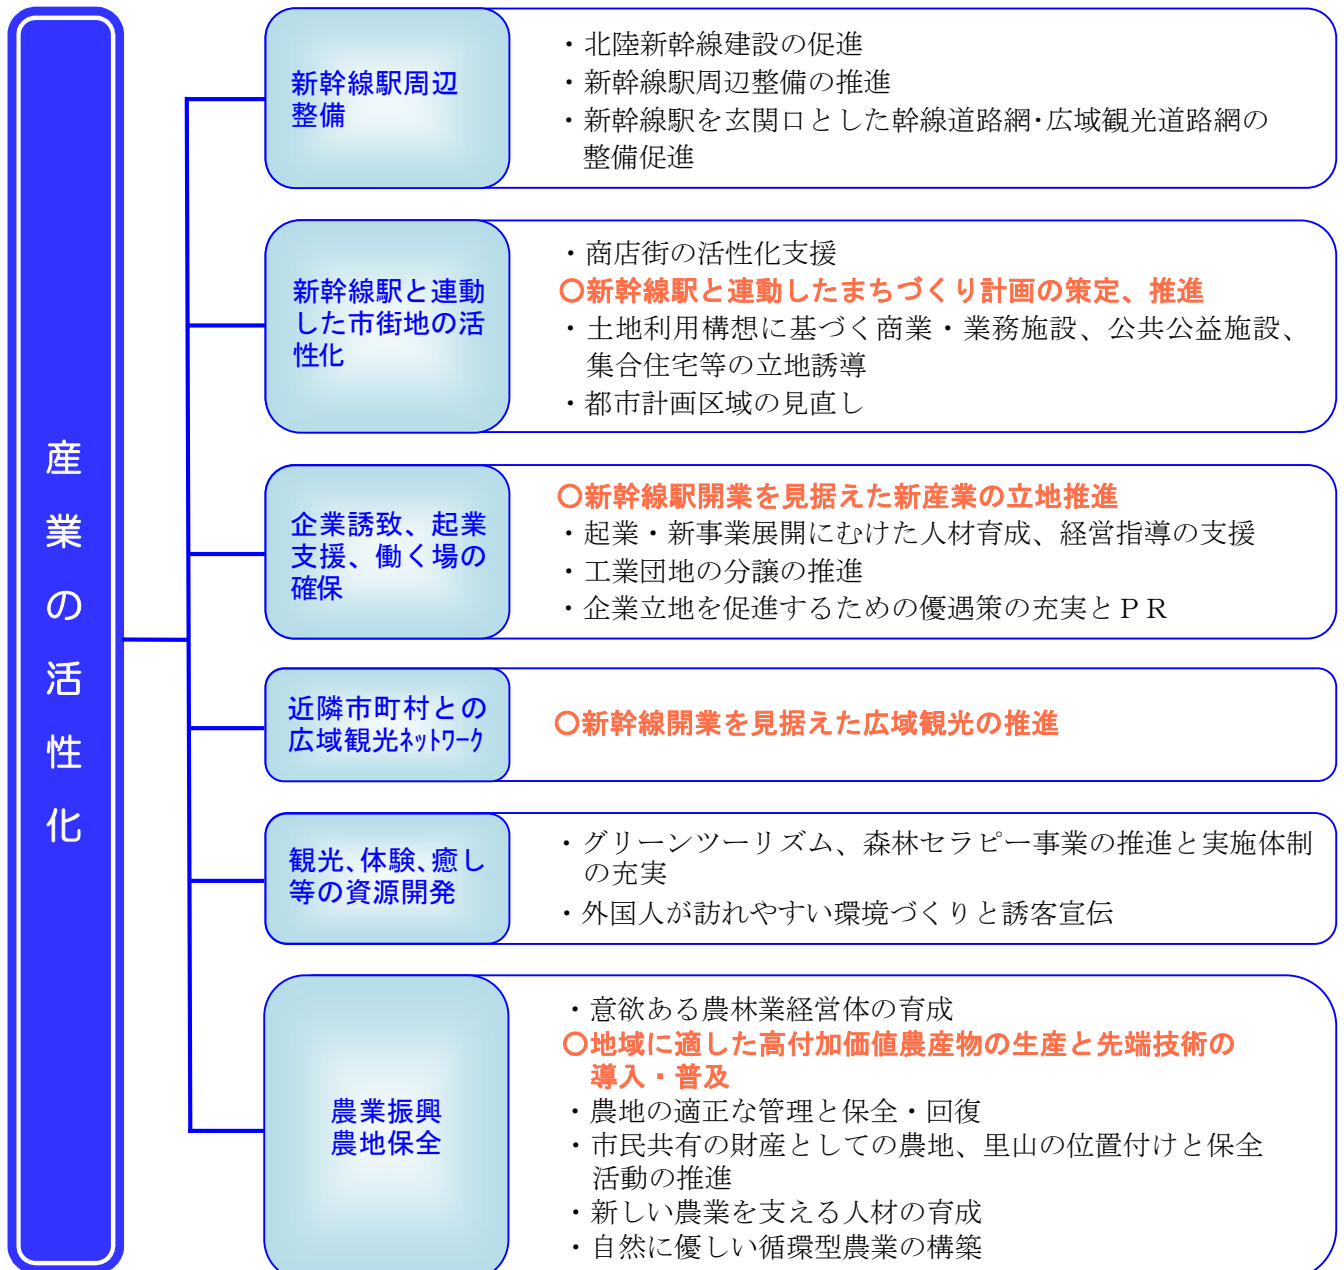 産業の活性化
新幹線駅周辺
整備
・北陸新幹線建設の促進
・新幹線駅周辺整備の推進
・新幹線駅を玄関口とした幹線道路網・広域観光道路網の
整備促進
新幹線駅と連動
した市街地の活
性化
・商店街の活性化支援
○新幹線駅と連動したまちづくり計画の策定、推進
・土地利用構想に基づく商業・業務施設、公共公益施設、
集合住宅等の立地誘導
・都市計画区域の見直し
企業誘致、起業
支援、働く場の
確保
○新幹線駅開業を見据えた新産業の立地推進
・起業・新事業展開にむけた人材育成、経営指導の支援
・工業団地の分譲の推進
・企業立地を促進するための優遇策の充実とＰＲ
近隣市町村との
広域観光ﾈｯﾄﾜｰｸ
○新幹線開業を見据えた広域観光の推進
観光、体験、癒し
等の資源開発
・グリーンツーリズム、森林セラピー事業の推進と実施体制
の充実
・外国人が訪れやすい環境づくりと誘客宣伝
農業振興
農地保全
・意欲ある農林業経営体の育成
○地域に適した高付加価値農産物の生産と先端技術の
導入・普及
・農地の適正な管理と保全・回復
・市民共有の財産としての農地、里山の位置付けと保全
活動の推進
・新しい農業を支える人材の育成
・自然に優しい循環型農業の構築